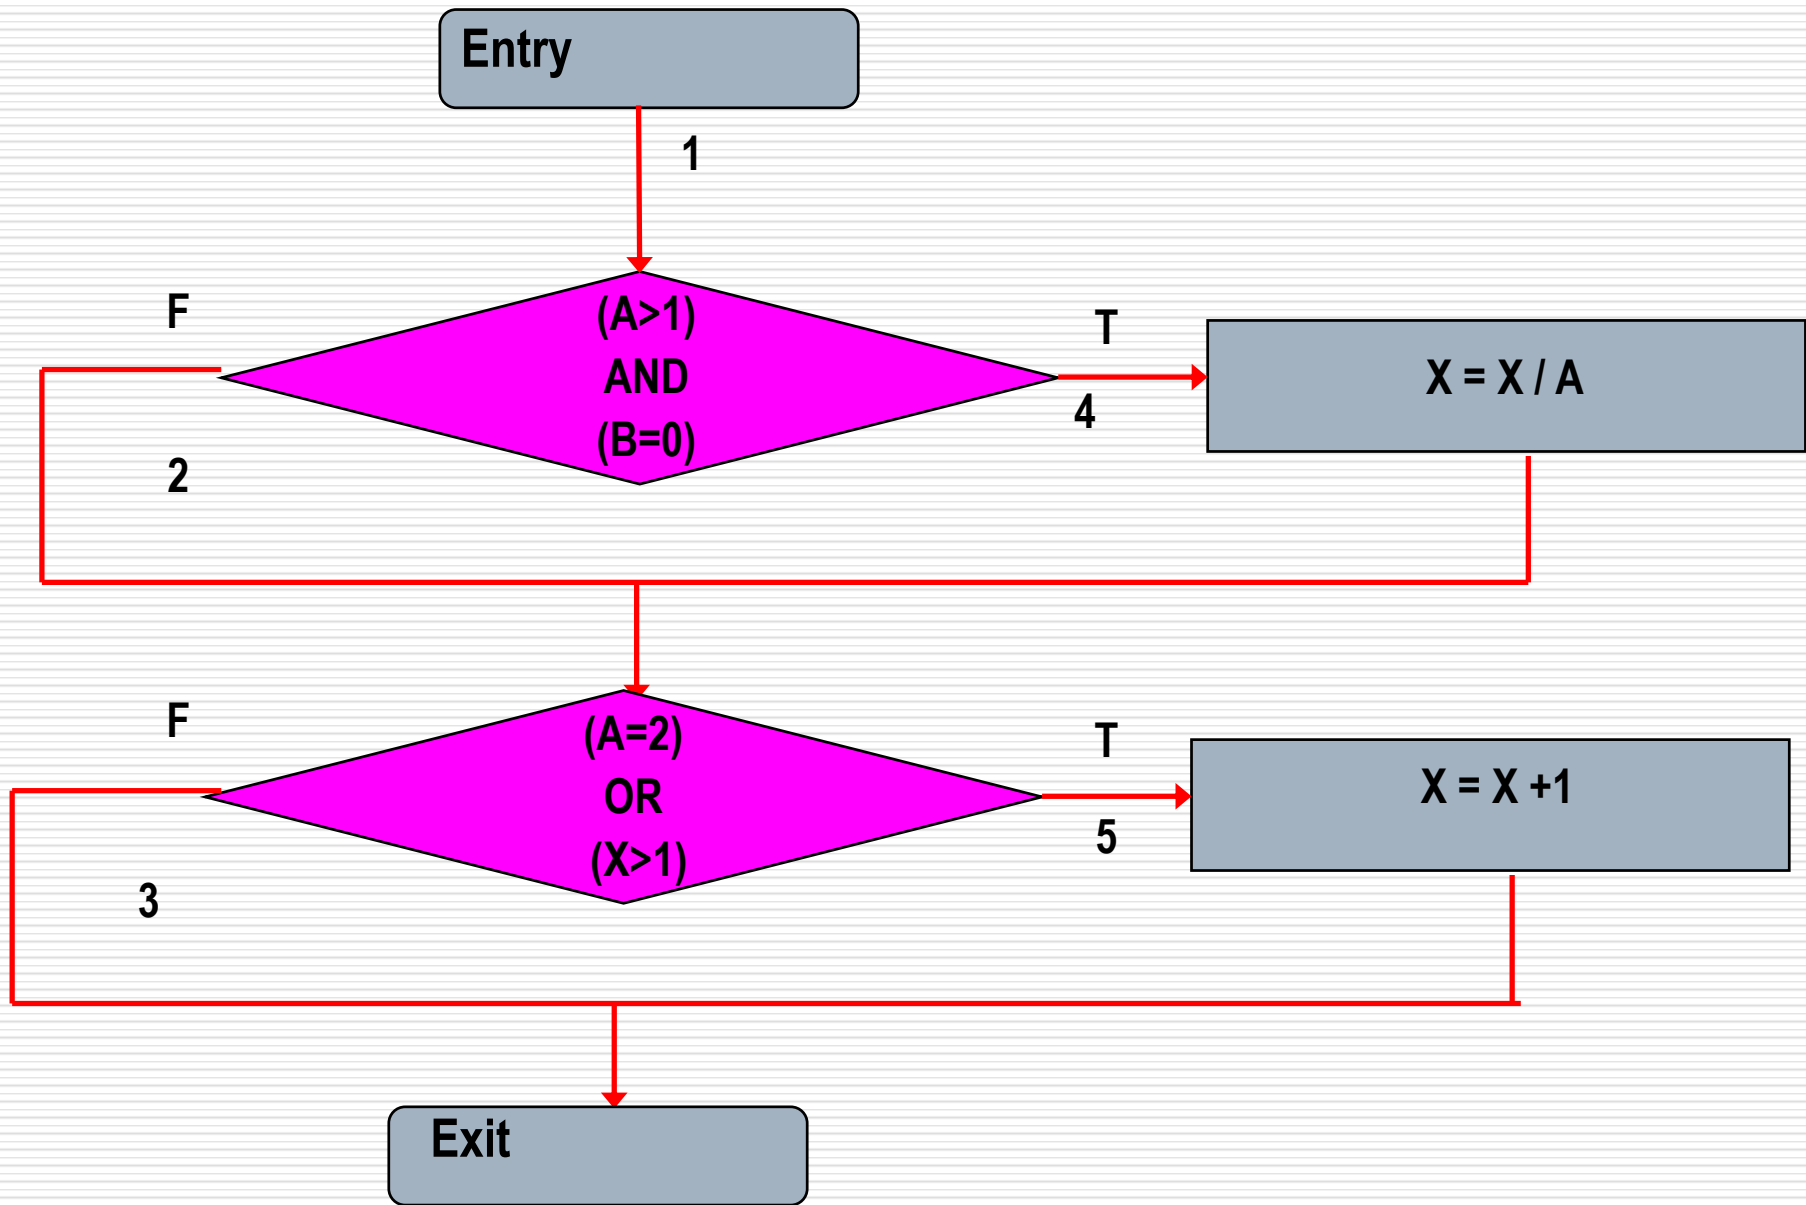 Entry
1
F
(A>1)
AND
(B=0)
T
4
X = X / A
2
F
(A=2)
OR
(X>1)
T
5
X = X +1
3
Exit